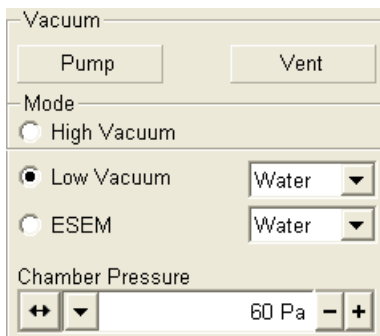 Vacuum
Pump Vent
Mode
High Vacuum
Low Vacuum Water
ESEM Water
Chamber Pressure
60 Pa - +